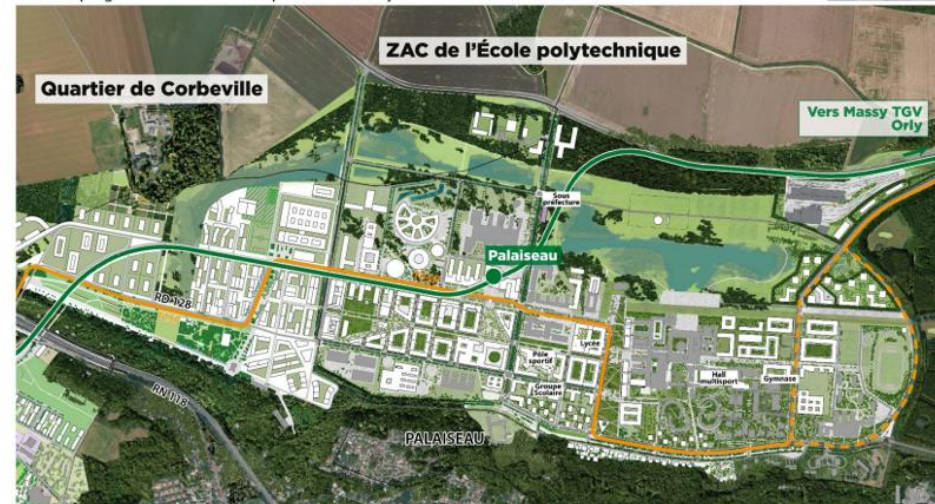 ZAC de l'École polytechnique
Quartier de Corbeville
Vers Massy TGV
Orly
Sous
préfecture
Palaiseau
RD 128
Lycée
Pôle
sportif
Groupe
Scolaire
Hall
multisport
Gymnase
RN 118
PALAISEAU